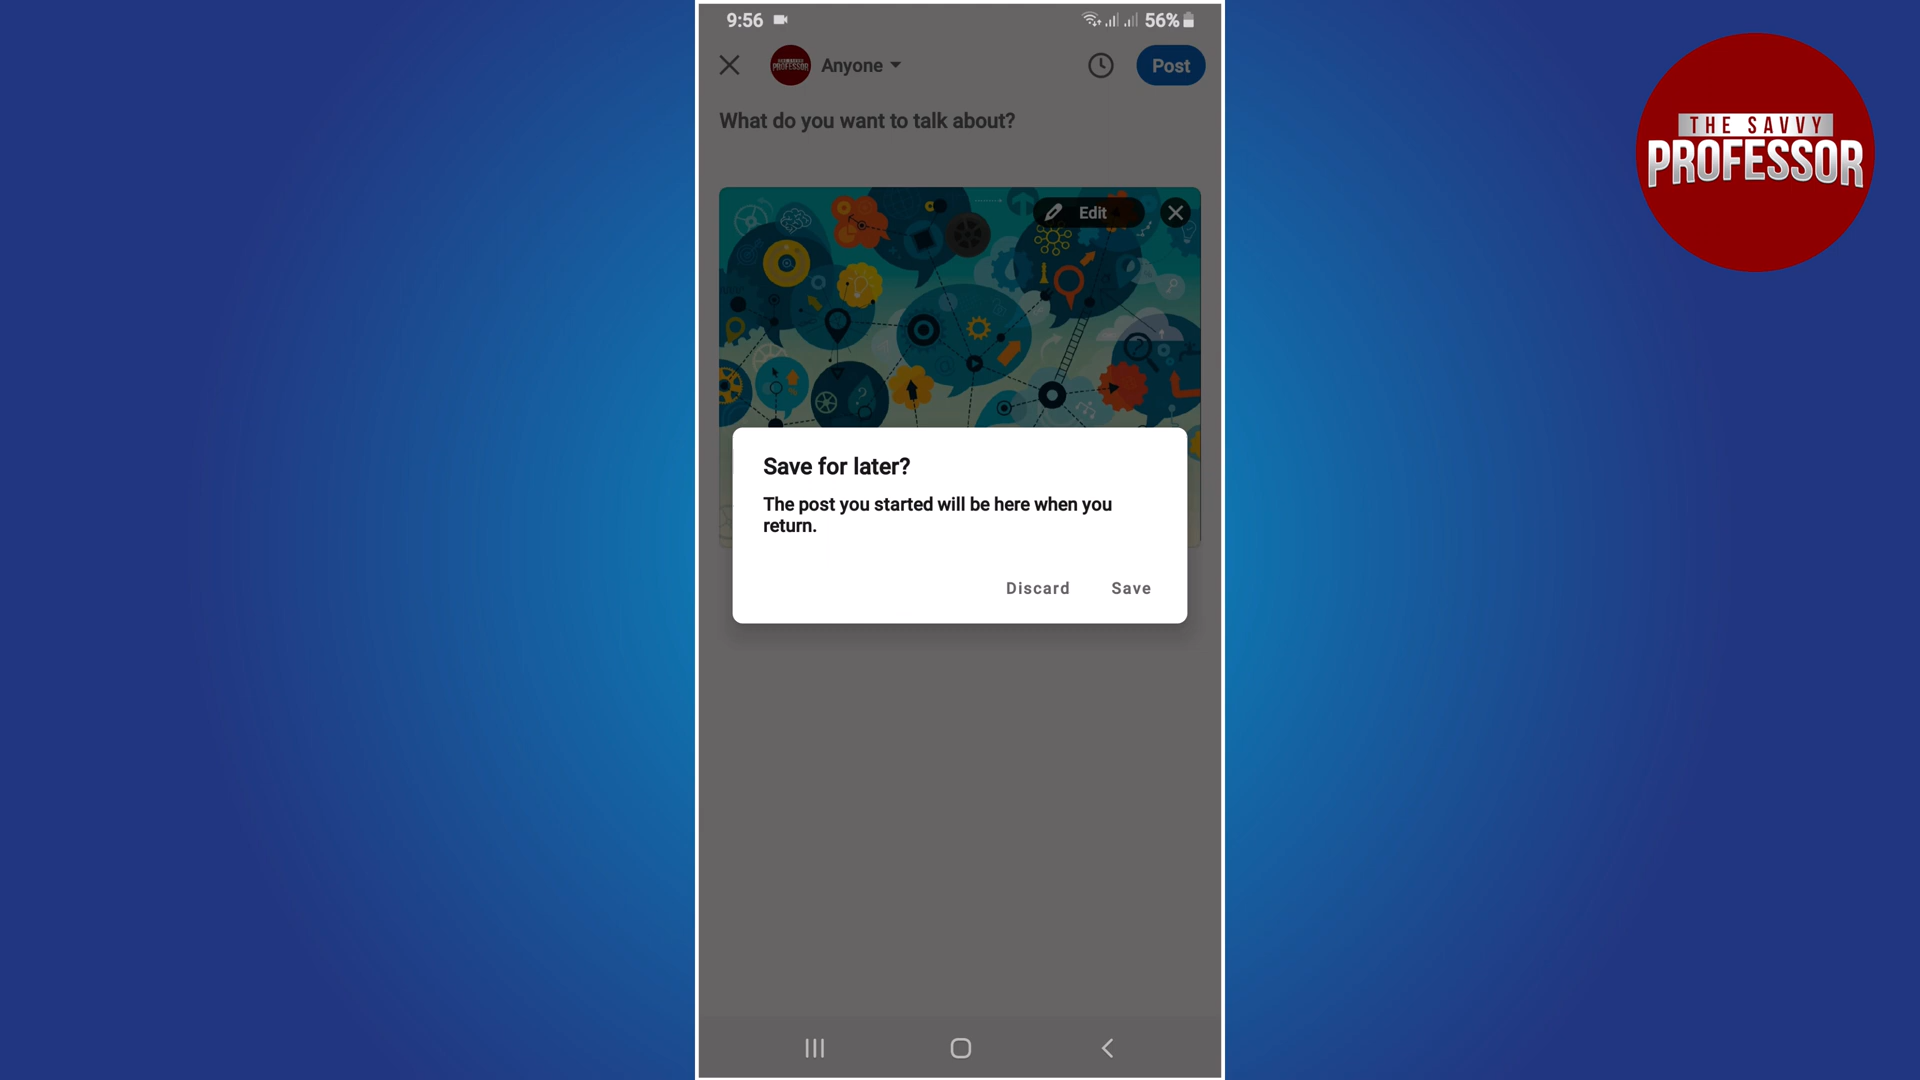 9:56
56%
Anyone
Post
What do you want to talk about?
Edit
Save for later?
The post you started will be here when you
return.
Discard
Save
THE SAVVY
PROFESSOR